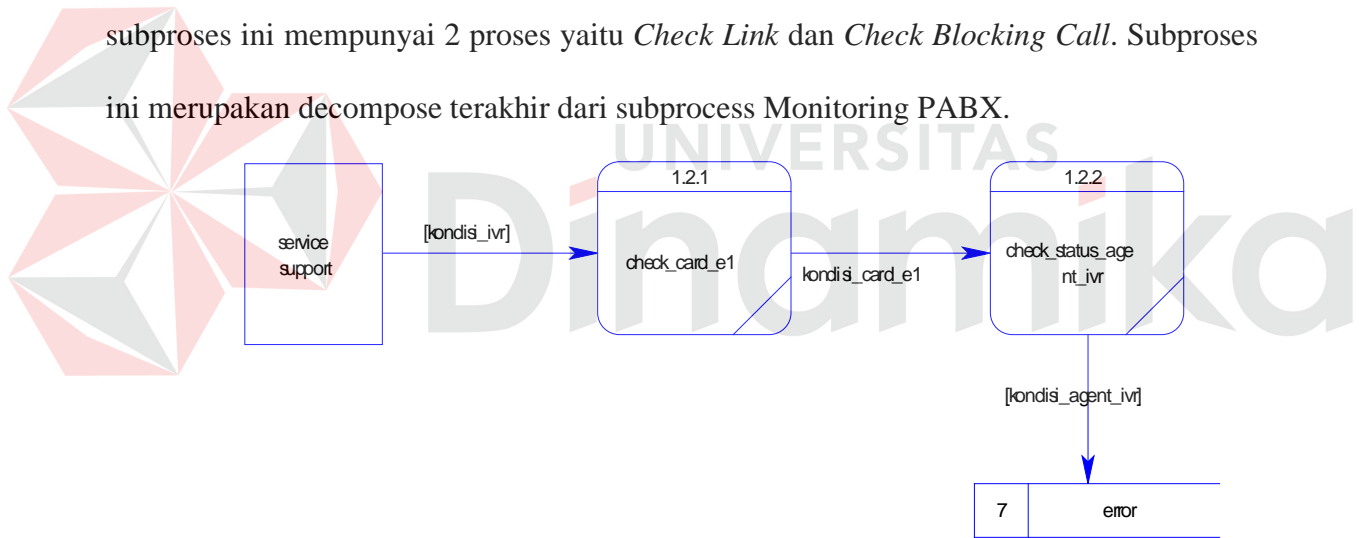 subproses ini mempunyai 2 proses yaitu Check Link dan Check Blocking Call. Subproses
ini merupakan decompose terakhir dari subprocess Monitoring PABX.
UNIVERSITAS
Dinamika
1.2.1
1.2.2
service
support
[kondisi_ivr]
check_card_e1
kondisi_card_e1
check_status_age
nt_ivr
[kondisi_agent_ivr]
7
error